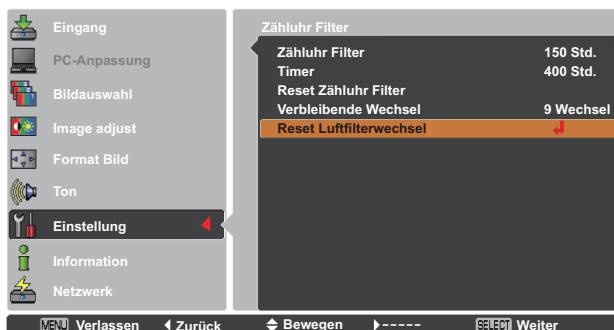 Eingang
PC-Anpassung
Bildauswahl
Image adjust
Format Bild
Ton
Einstellung
Information
Netzwerk
Zähluhr Filter
Zähluhr Filter 150 Std.
Timer 400 Std.
Reset Zähluhr Filter
Verbleibende Wechsel 9 Wechsel
Reset Luftfilterwechsel
MENU Verlassen Zurück Bewegen ----- SELECT Weiter